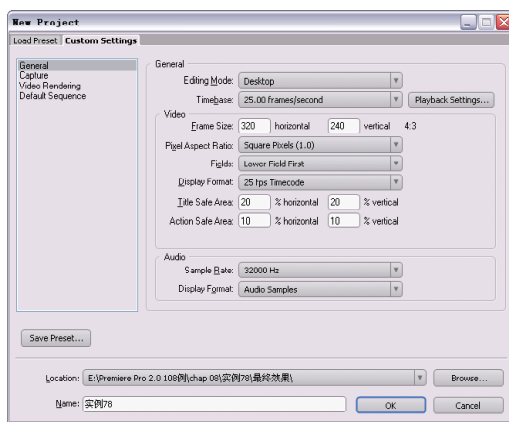 New Project
Load Preset Custom Settings
General
Capture
Video Rendering
Default Sequence
General
Editing Mode: Desktop
Timebase: 25.00 frames/second Playback Settings...
Video
Frame Size: 320 horizontal 240 vertical 4:3
Pixel Aspect Ratio: Square Pixels (1.0)
Fields: Lower Field First
Display Format: 25 fps Timecode
Title Safe Area: 20 % horizontal 20 % vertical
Action Safe Area: 10 % horizontal 10 % vertical
Audio
Sample Rate: 32000 Hz
Display Format: Audio Samples
Save Preset...
Location: E:\Premiere Pro 2.0 108例\chap 08\实例78\最终效果\ Browse...
Name: 实例78 OK Cancel